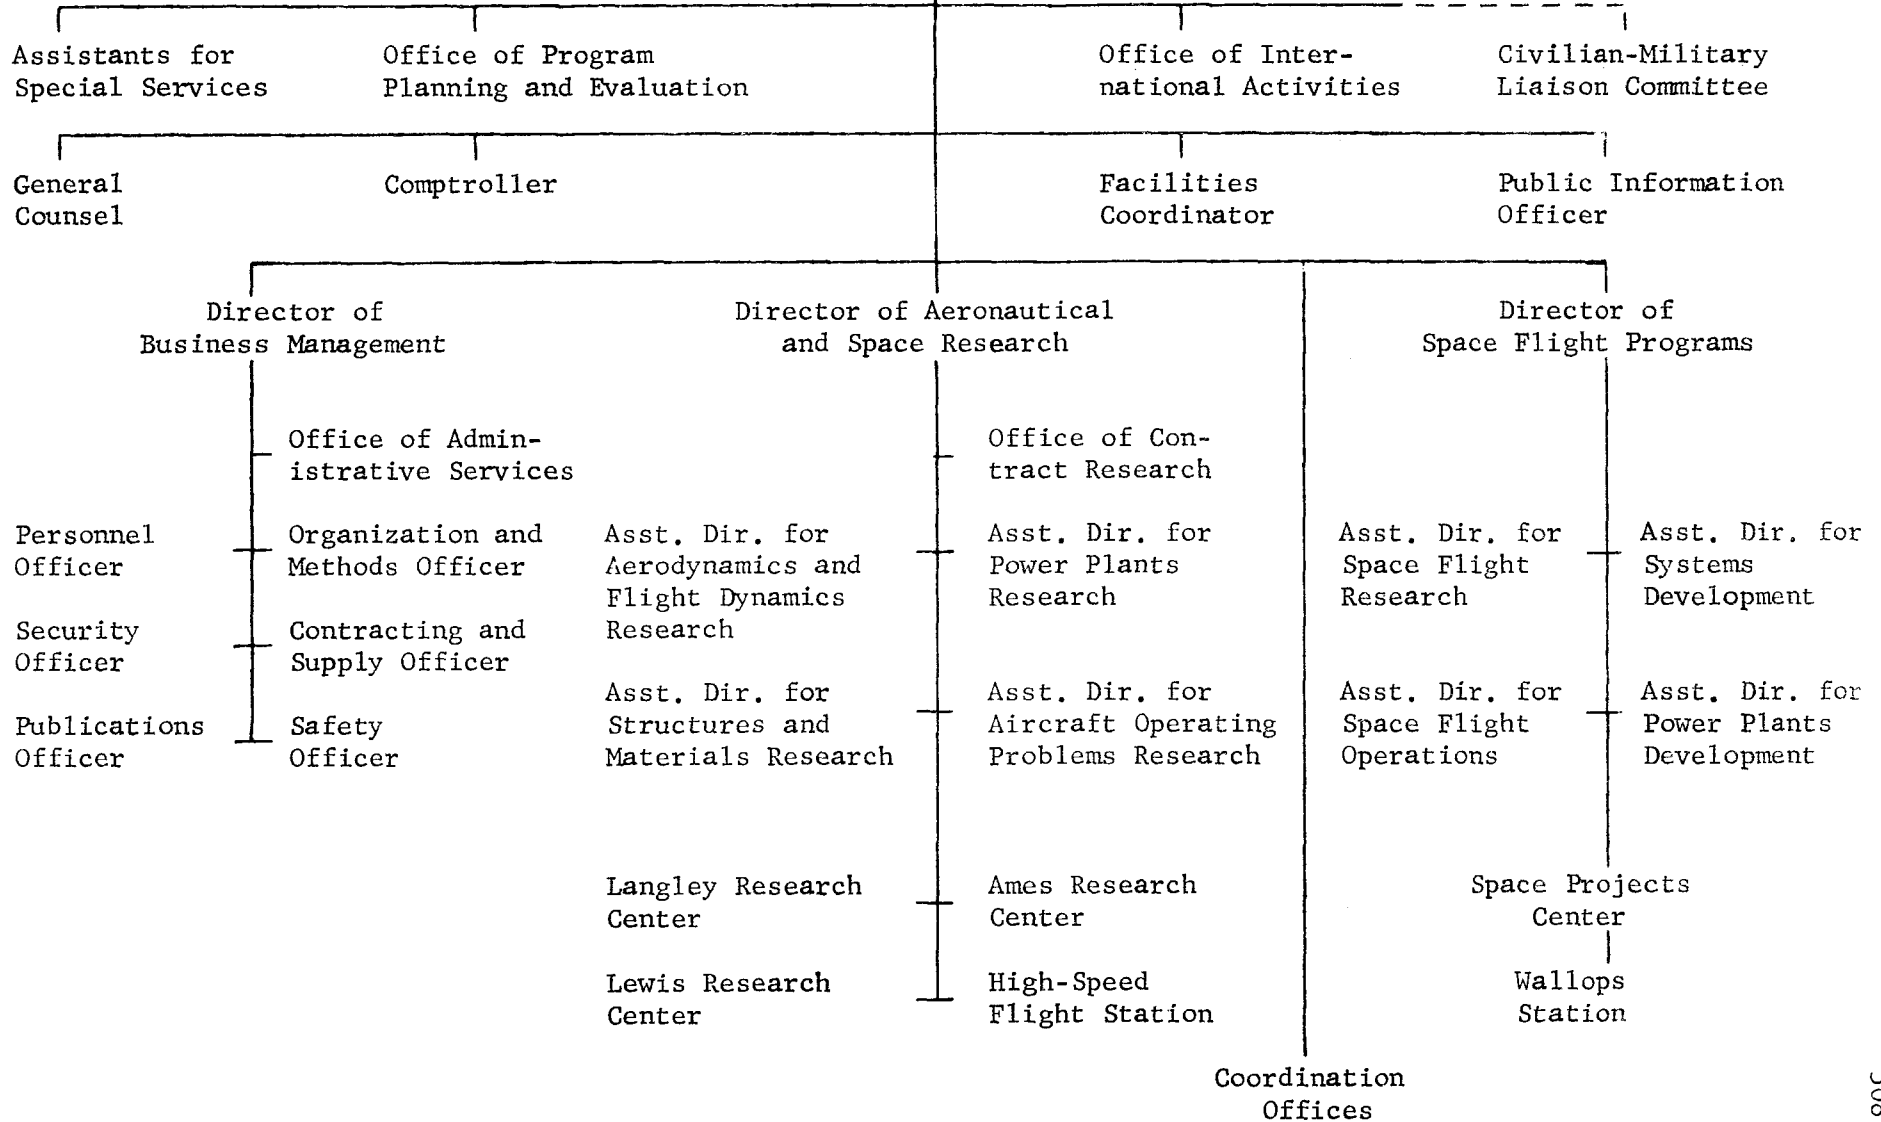 Assistants for
Special Services
Office of Program
Planning and Evaluation
Office of Inter-
national Activities
Civilian-Military
Liaison Committee
General
Counsel
Comptroller
Facilities
Coordinator
Public Information
Officer
Director of
Business Management
Director of Aeronautical
and Space Research
Director of
Space Flight Programs
Office of Admin-
istrative Services
Personnel
Officer
Organization and
Methods Officer
Security
Officer
Contracting and
Supply Officer
Publications
Officer
Safety
Officer
Office of Con-
tract Research
Asst. Dir. for
Aerodynamics and
Flight Dynamics
Research
Asst. Dir. for
Power Plants
Research
Asst. Dir. for
Structures and
Materials Research
Asst. Dir. for
Aircraft Operating
Problems Research
Langley Research
Center
Ames Research
Center
Lewis Research
Center
High-Speed
Flight Station
Asst. Dir. for
Space Flight
Research
Asst. Dir. for
Systems
Development
Asst. Dir. for
Space Flight
Operations
Asst. Dir. for
Power Plants
Development
Space Projects
Center
Wallops
Station
Coordination
Offices